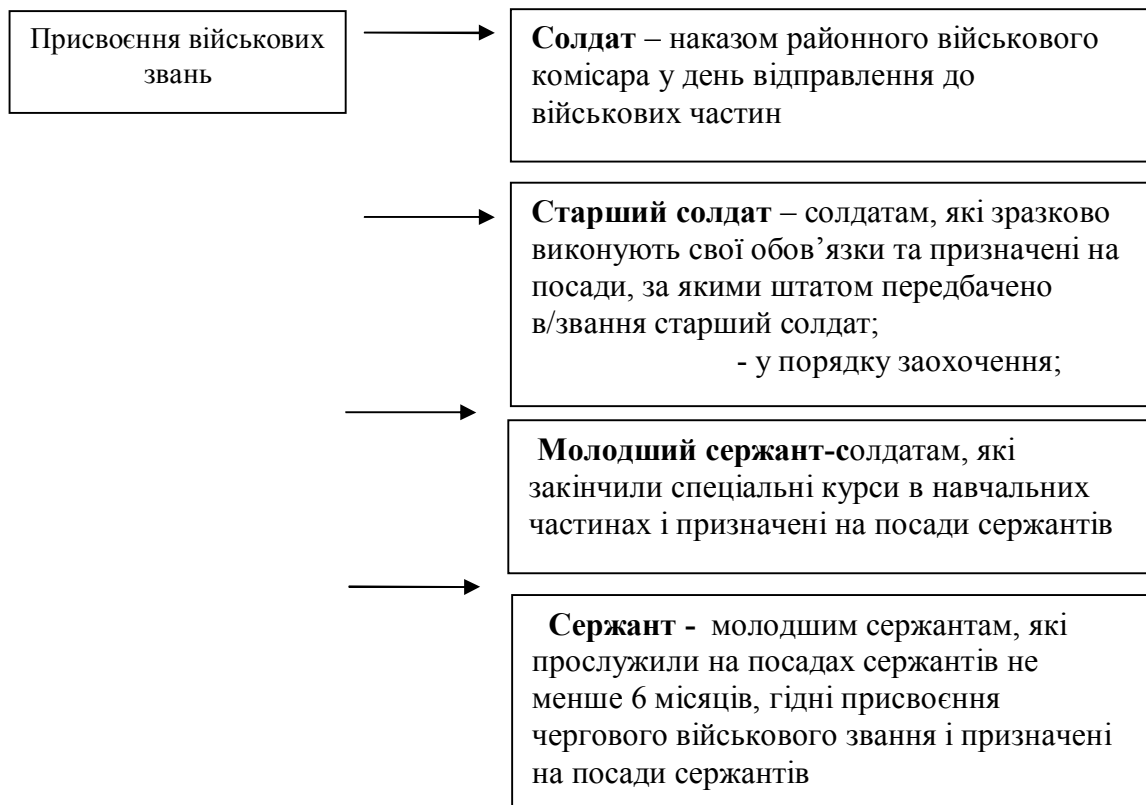 Присвоєння військових
звань
Солдат – наказом районного військового
комісара у день відправлення до
військових частин
Старший солдат – солдатам, які зразково
виконують свої обов’язки та призначені на
посади, за якими штатом передбачено
в/звання старший солдат;
- у порядку заохочення;
Молодший сержант-солдатам, які
закінчили спеціальні курси в навчальних
частинах і призначені на посади сержантів
Сержант - молодшим сержантам, які
прослужили на посадах сержантів не
менше 6 місяців, гідні присвоєння
чергового військового звання і призначені
на посади сержантів